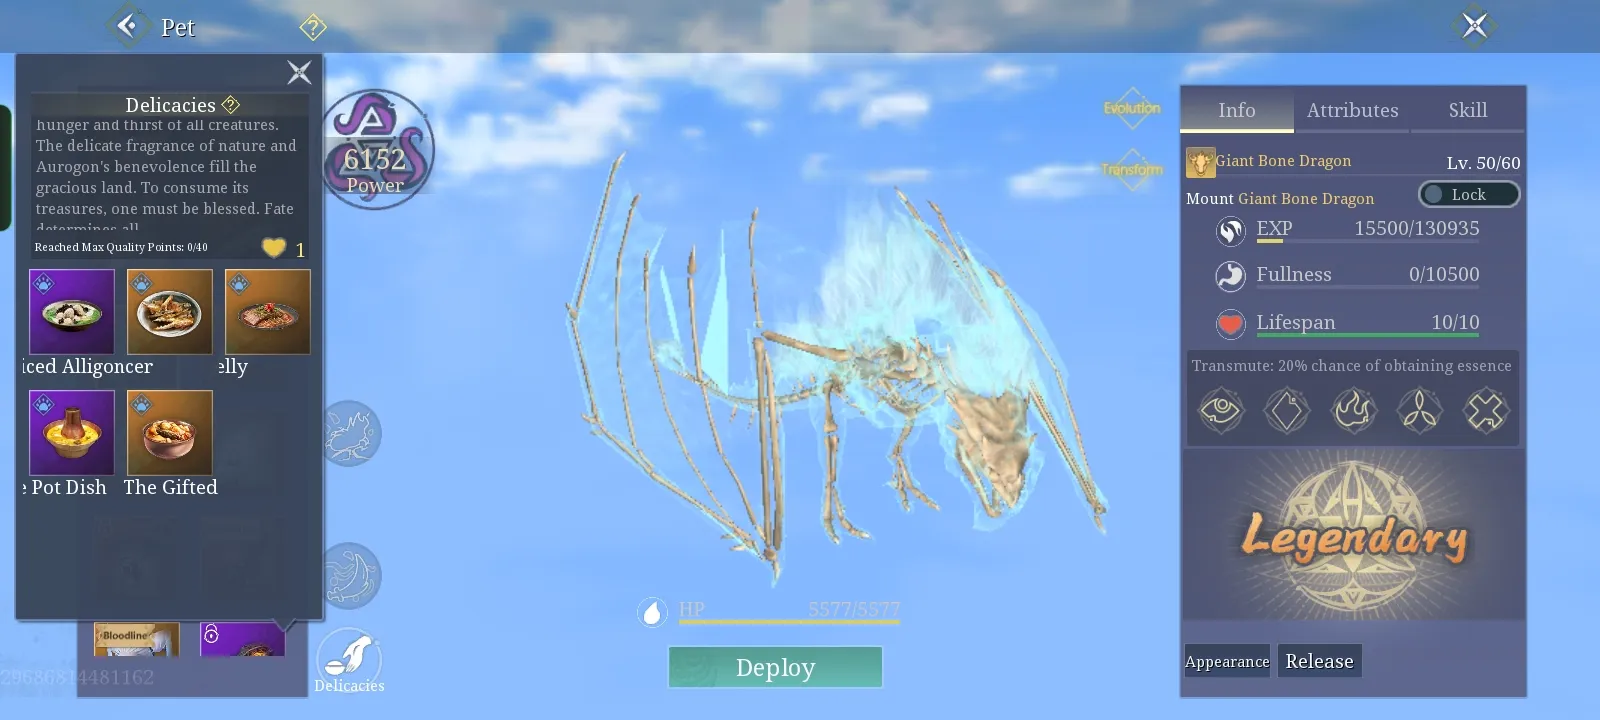 Pet
Delicacies
hunger and thirst of all creatures.
The delicate fragrance of nature and
Aurogon's benevolence fill the
gracious land. To consume its
treasures, one must be blessed. Fate
determines all
Reached Max Quality Points: 0/40
1
iced Alligoncer
elly
e Pot Dish
The Gifted
Bloodline
29686814481162
6152
Power
Delicacies
Evolution
Transform
HP 5577/5577
Deploy
Info
Attributes
Skill
Giant Bone Dragon
Lv. 50/60
Mount Giant Bone Dragon
Lock
EXP 15500/130935
Fullness 0/10500
Lifespan 10/10
Transmute: 20% chance of obtaining essence
Legendary
Appearance
Release